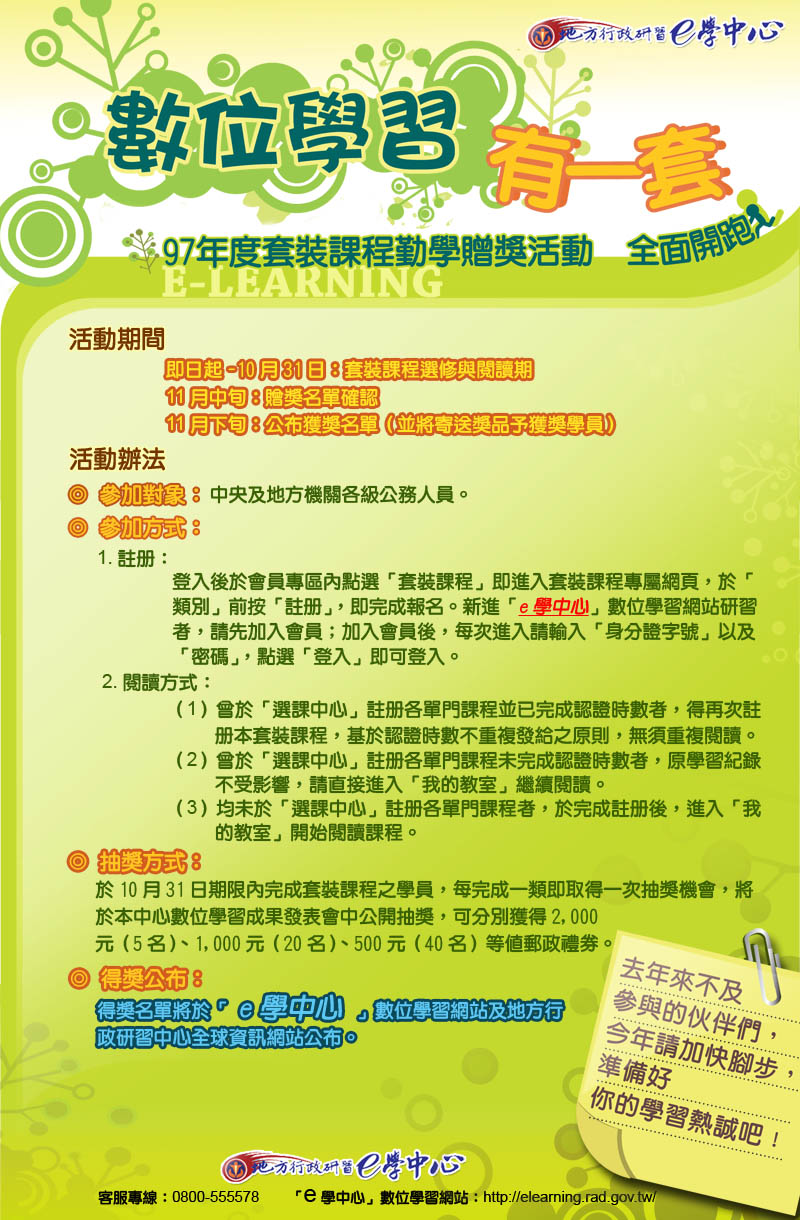 地方行政研習e學中心
數位學習 有一套
97年度套裝課程勤學贈獎活動 全面開跑
E-LEARNING
活動期間
即日起-10月31日：套裝課程選修與閱讀期
11月中旬：贈獎名單確認
11月下旬：公布獲獎名單（並將寄送獎品予獲獎學員）
活動辦法
◎ 參加對象：中央及地方機關各級公務人員。
◎ 參加方式：
1. 註册：
登入後於會員專區內點選「套裝課程」即進入套裝課程專屬網頁，於「
類別」前按「註册」，即完成報名。新進「e學中心」數位學習網站研習
者，請先加入會員；加入會員後，每次進入請輸入「身分證字號」以及
「密碼」，點選「登入」即可登入。
2. 閱讀方式：
（1）曾於「選課中心」註册各單門課程並已完成認證時數者，得再次註
册本套裝課程，基於認證時數不重複發給之原則，無須重複閱讀。
（2）曾於「選課中心」註册各單門課程未完成認證時數者，原學習紀錄
不受影響，請直接進入「我的教室」繼續閱讀。
（3）均未於「選課中心」註册各單門課程者，於完成註册後，進入「我
的教室」開始閱讀課程。
◎ 抽獎方式：
於10月31日期限內完成套裝課程之學員，每完成一類即取得一次抽獎機會，將
於本中心數位學習成果發表會中公開抽獎，可分別獲得2,000
元（5名）、1,000元（20名）、500元（40名）等值郵政禮券。
◎ 得獎公布：
得獎名單將於「e學中心」數位學習網站及地方行
政研習中心全球資訊網站公布。
去年來不及
參與的伙伴們，
今年請加快腳步，
準備好
你的學習熱誠吧！
地方行政研習e學中心
客服專線：0800-555578 「e學中心」數位學習網站：http://elearning.rad.gov.tw/